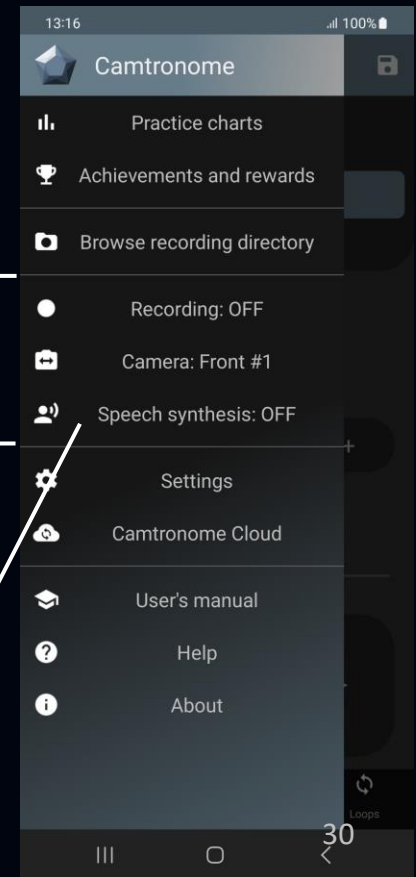 13:16
100%
Camtronome
Practice charts
Achievements and rewards
Browse recording directory
Recording: OFF
Camera: Front #1
Speech synthesis: OFF
Settings
Camtronome Cloud
User's manual
Help
About
Loops
30